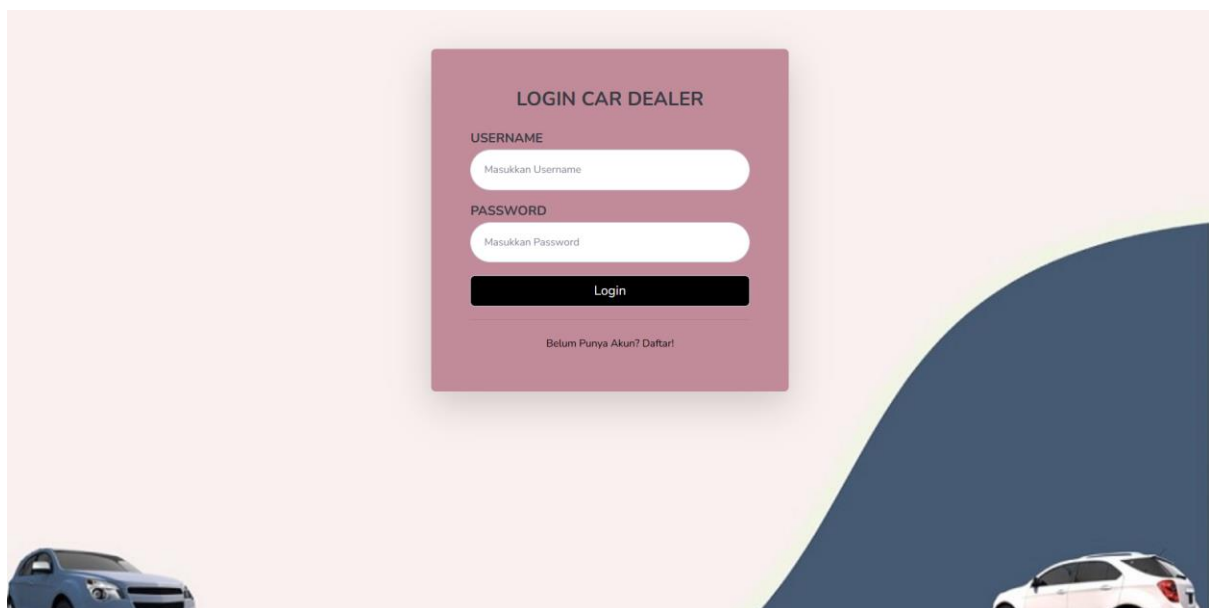 LOGIN CAR DEALER
USERNAME
Masukkan Username
PASSWORD
Masukkan Password
Login
Belum Punya Akun? Daftar!